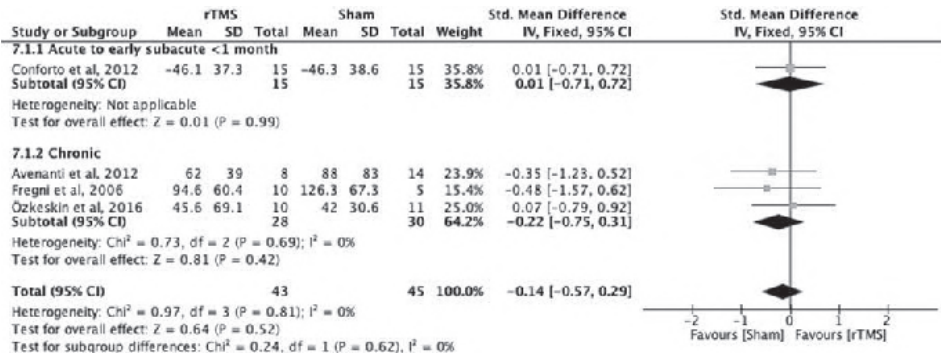 rTMS Sham Std. Mean Difference Std. Mean Difference
Study or Subgroup Mean SD Total Mean SD Total Weight IV, Fixed, 95% CI IV, Fixed, 95% CI
7.1.1 Acute to early subacute <1 month
Conforto et al, 2012 -46.1 37.3 15 -46.3 38.6 15 35.8% 0.01 [-0.71, 0.72]
Subtotal (95% CI) 15 15 35.8% 0.01 [-0.71, 0.72]
Heterogeneity: Not applicable
Test for overall effect: Z = 0.01 (P = 0.99)
7.1.2 Chronic
Avenanti et al. 2012 62 39 8 88 83 14 23.9% -0.35 [-1.23, 0.52]
Fregni et al, 2006 94.6 60.4 10 126.3 67.3 5 15.4% -0.48 [-1.57, 0.62]
Özkeskin et al, 2016 45.6 69.1 10 42 30.6 11 25.0% 0.07 [-0.79, 0.92]
Subtotal (95% CI) 28 30 64.2% -0.22 [-0.75, 0.31]
Heterogeneity: Chi² = 0.73, df = 2 (P = 0.69); I² = 0%
Test for overall effect: Z = 0.81 (P = 0.42)
Total (95% CI) 43 45 100.0% -0.14 [-0.57, 0.29]
Heterogeneity: Chi² = 0.97, df = 3 (P = 0.81); I² = 0%
Test for overall effect: Z = 0.64 (P = 0.52)
Test for subgroup differences: Chi² = 0.24, df = 1 (P = 0.62), I² = 0%
-2 -1 0 1 2
Favours [Sham] Favours [rTMS]